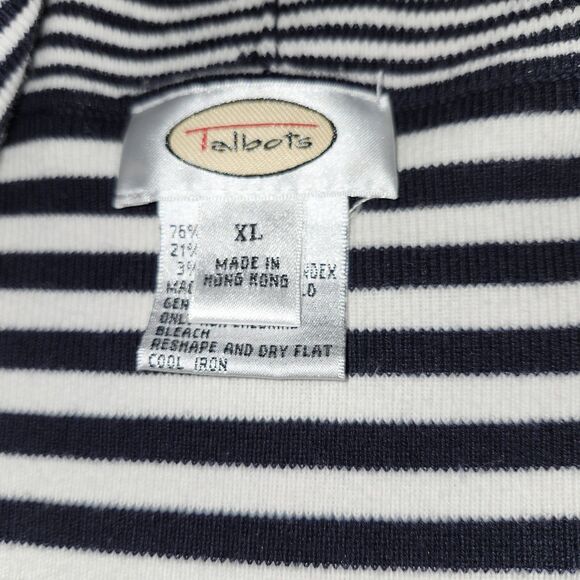 Talbots
XL
MADE IN
HONG KONG
76%
21%
3%
BLEACH
RESHAPE AND DRY FLAT
COOL IRON